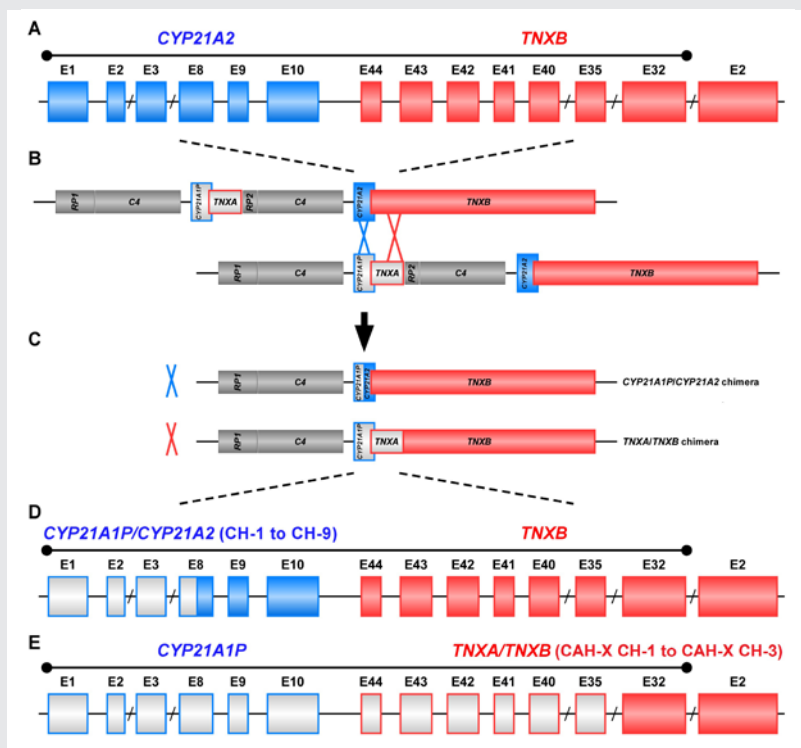 A
CYP21A2 TNXB
E1 E2 E3 E8 E9 E10 E44 E43 E42 E41 E40 E35 E32 E2
B
RP1 C4 CYP21A1P TNXA RP2 C4 CYP21A2 TNXB
RP1 C4 CYP21A1P TNXA RP2 C4 CYP21A2 TNXB
C
RP1 C4 CYP21A1P CYP21A2 TNXB CYP21A1P/CYP21A2 chimera
RP1 C4 CYP21A1P TNXA TNXB TNXA/TNXB chimera
D
CYP21A1P/CYP21A2 (CH-1 to CH-9) TNXB
E1 E2 E3 E8 E9 E10 E44 E43 E42 E41 E40 E35 E32 E2
E
CYP21A1P TNXA/TNXB (CAH-X CH-1 to CAH-X CH-3)
E1 E2 E3 E8 E9 E10 E44 E43 E42 E41 E40 E35 E32 E2